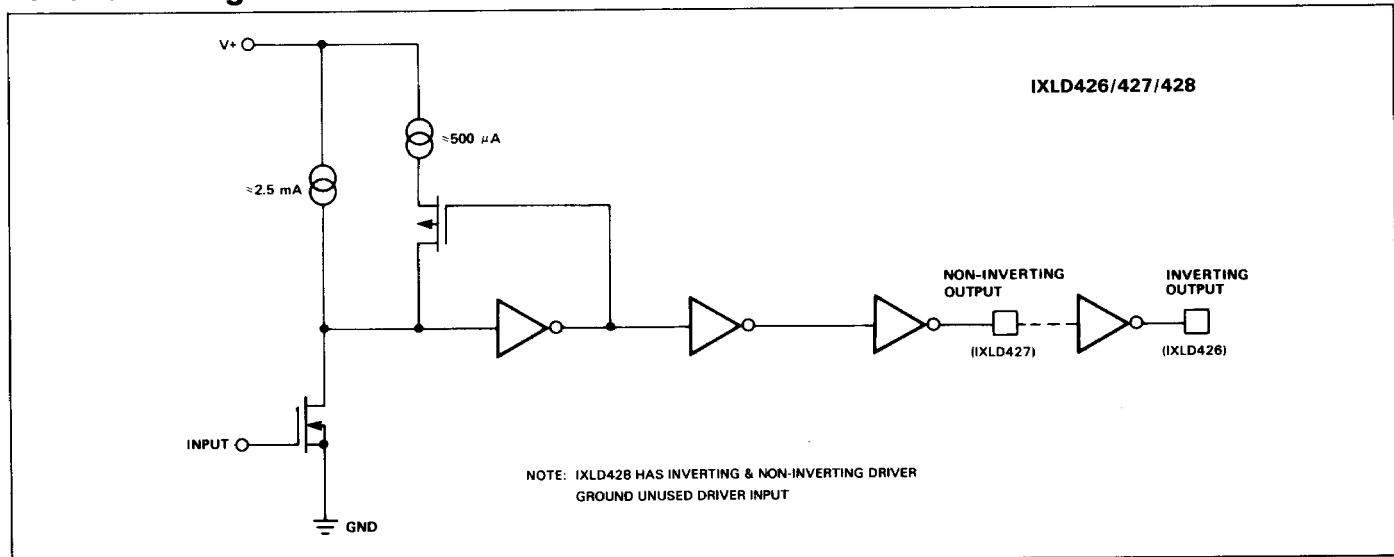 V+
IXLD426/427/428
≈500 μA
≈2.5 mA
NON-INVERTING
OUTPUT
INVERTING
OUTPUT
(IXLD427)
(IXLD426)
INPUT
NOTE: IXLD428 HAS INVERTING & NON-INVERTING DRIVER
GROUND UNUSED DRIVER INPUT
GND